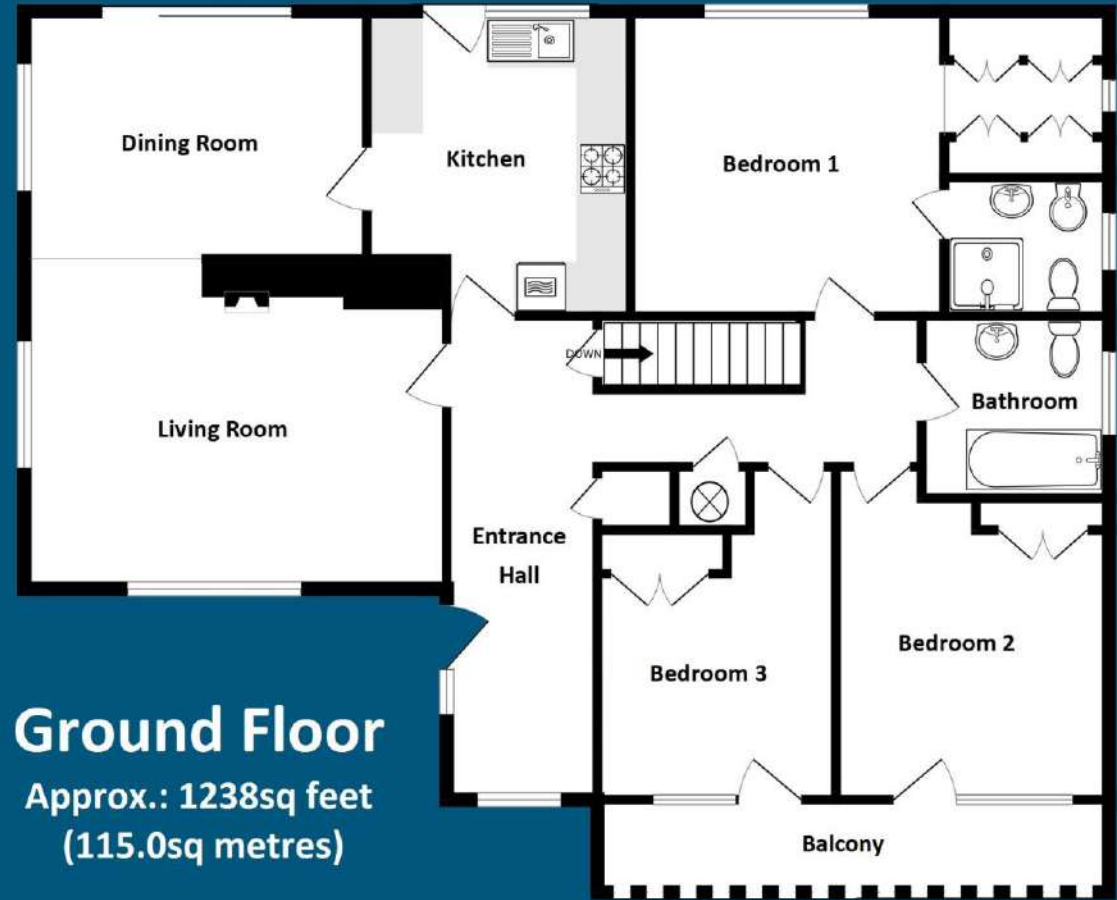 Dining Room
Kitchen
Bedroom 1
DOWN
Bathroom
Living Room
Entrance
Hall
Bedroom 3
Bedroom 2
Balcony
Ground Floor
Approx.: 1238sq feet
(115.0sq metres)